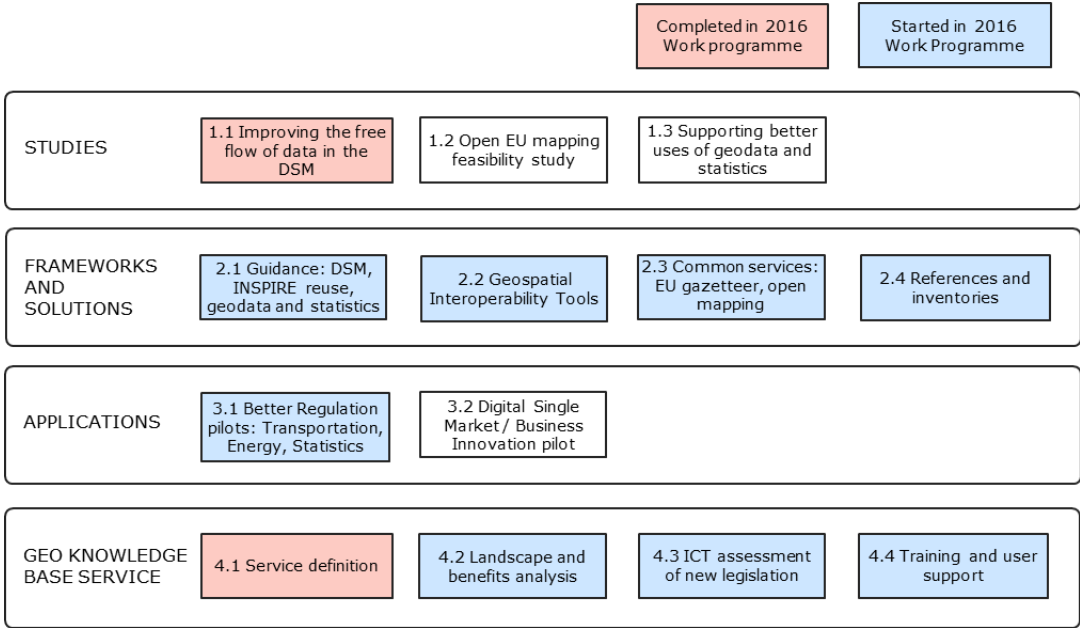 Completed in 2016
Work programme
Started in 2016
Work Programme
STUDIES
1.1 Improving the free
flow of data in the
DSM
1.2 Open EU mapping
feasibility study
1.3 Supporting better
uses of geodata and
statistics
FRAMEWORKS
AND
SOLUTIONS
2.1 Guidance: DSM,
INSPIRE reuse,
geodata and statistics
2.2 Geospatial
Interoperability Tools
2.3 Common services:
EU gazetteer, open
mapping
2.4 References and
inventories
APPLICATIONS
3.1 Better Regulation
pilots: Transportation,
Energy, Statistics
3.2 Digital Single
Market / Business
Innovation pilot
GEO KNOWLEDGE
BASE SERVICE
4.1 Service definition
4.2 Landscape and
benefits analysis
4.3 ICT assessment
of new legislation
4.4 Training and user
support